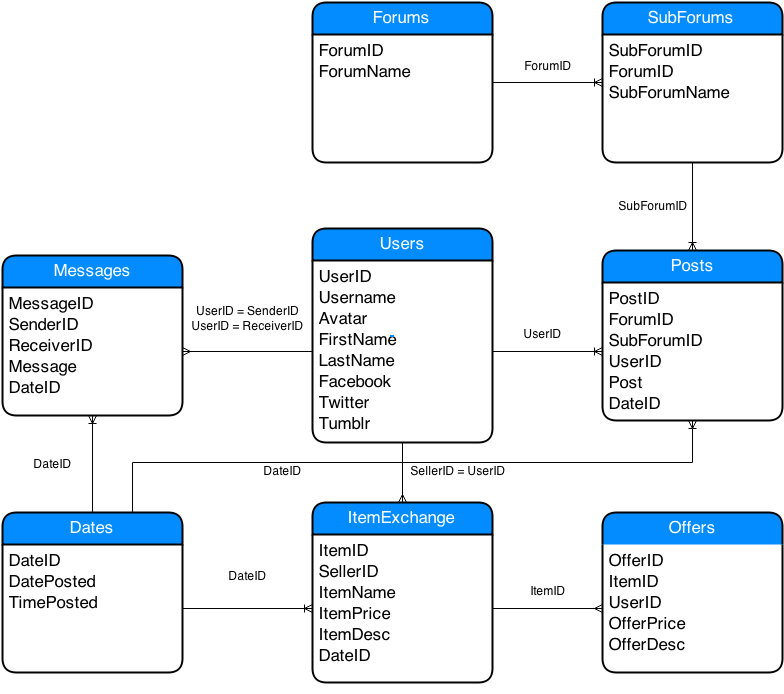 Forums
ForumID
ForumName
ForumID
SubForums
SubForumID
ForumID
SubForumName
SubForumID
Messages
MessageID
SenderID
ReceiverID
Message
DateID
UserID = SenderID
UserID = ReceiverID
Users
UserID
Username
Avatar
FirstName
LastName
Facebook
Twitter
Tumblr
UserID
Posts
PostID
ForumID
SubForumID
UserID
Post
DateID
DateID
DateID
SellerID = UserID
Dates
DateID
DatePosted
TimePosted
DateID
ItemExchange
ItemID
SellerID
ItemName
ItemPrice
ItemDesc
DateID
ItemID
Offers
OfferID
ItemID
UserID
OfferPrice
OfferDesc